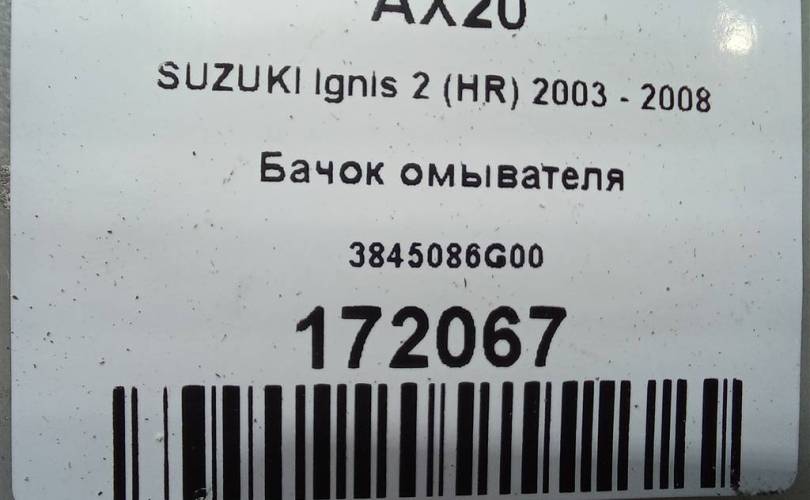 AX20
SUZUKI Ignis 2 (HR) 2003 - 2008
Бачок омывателя
3845086G00
172067